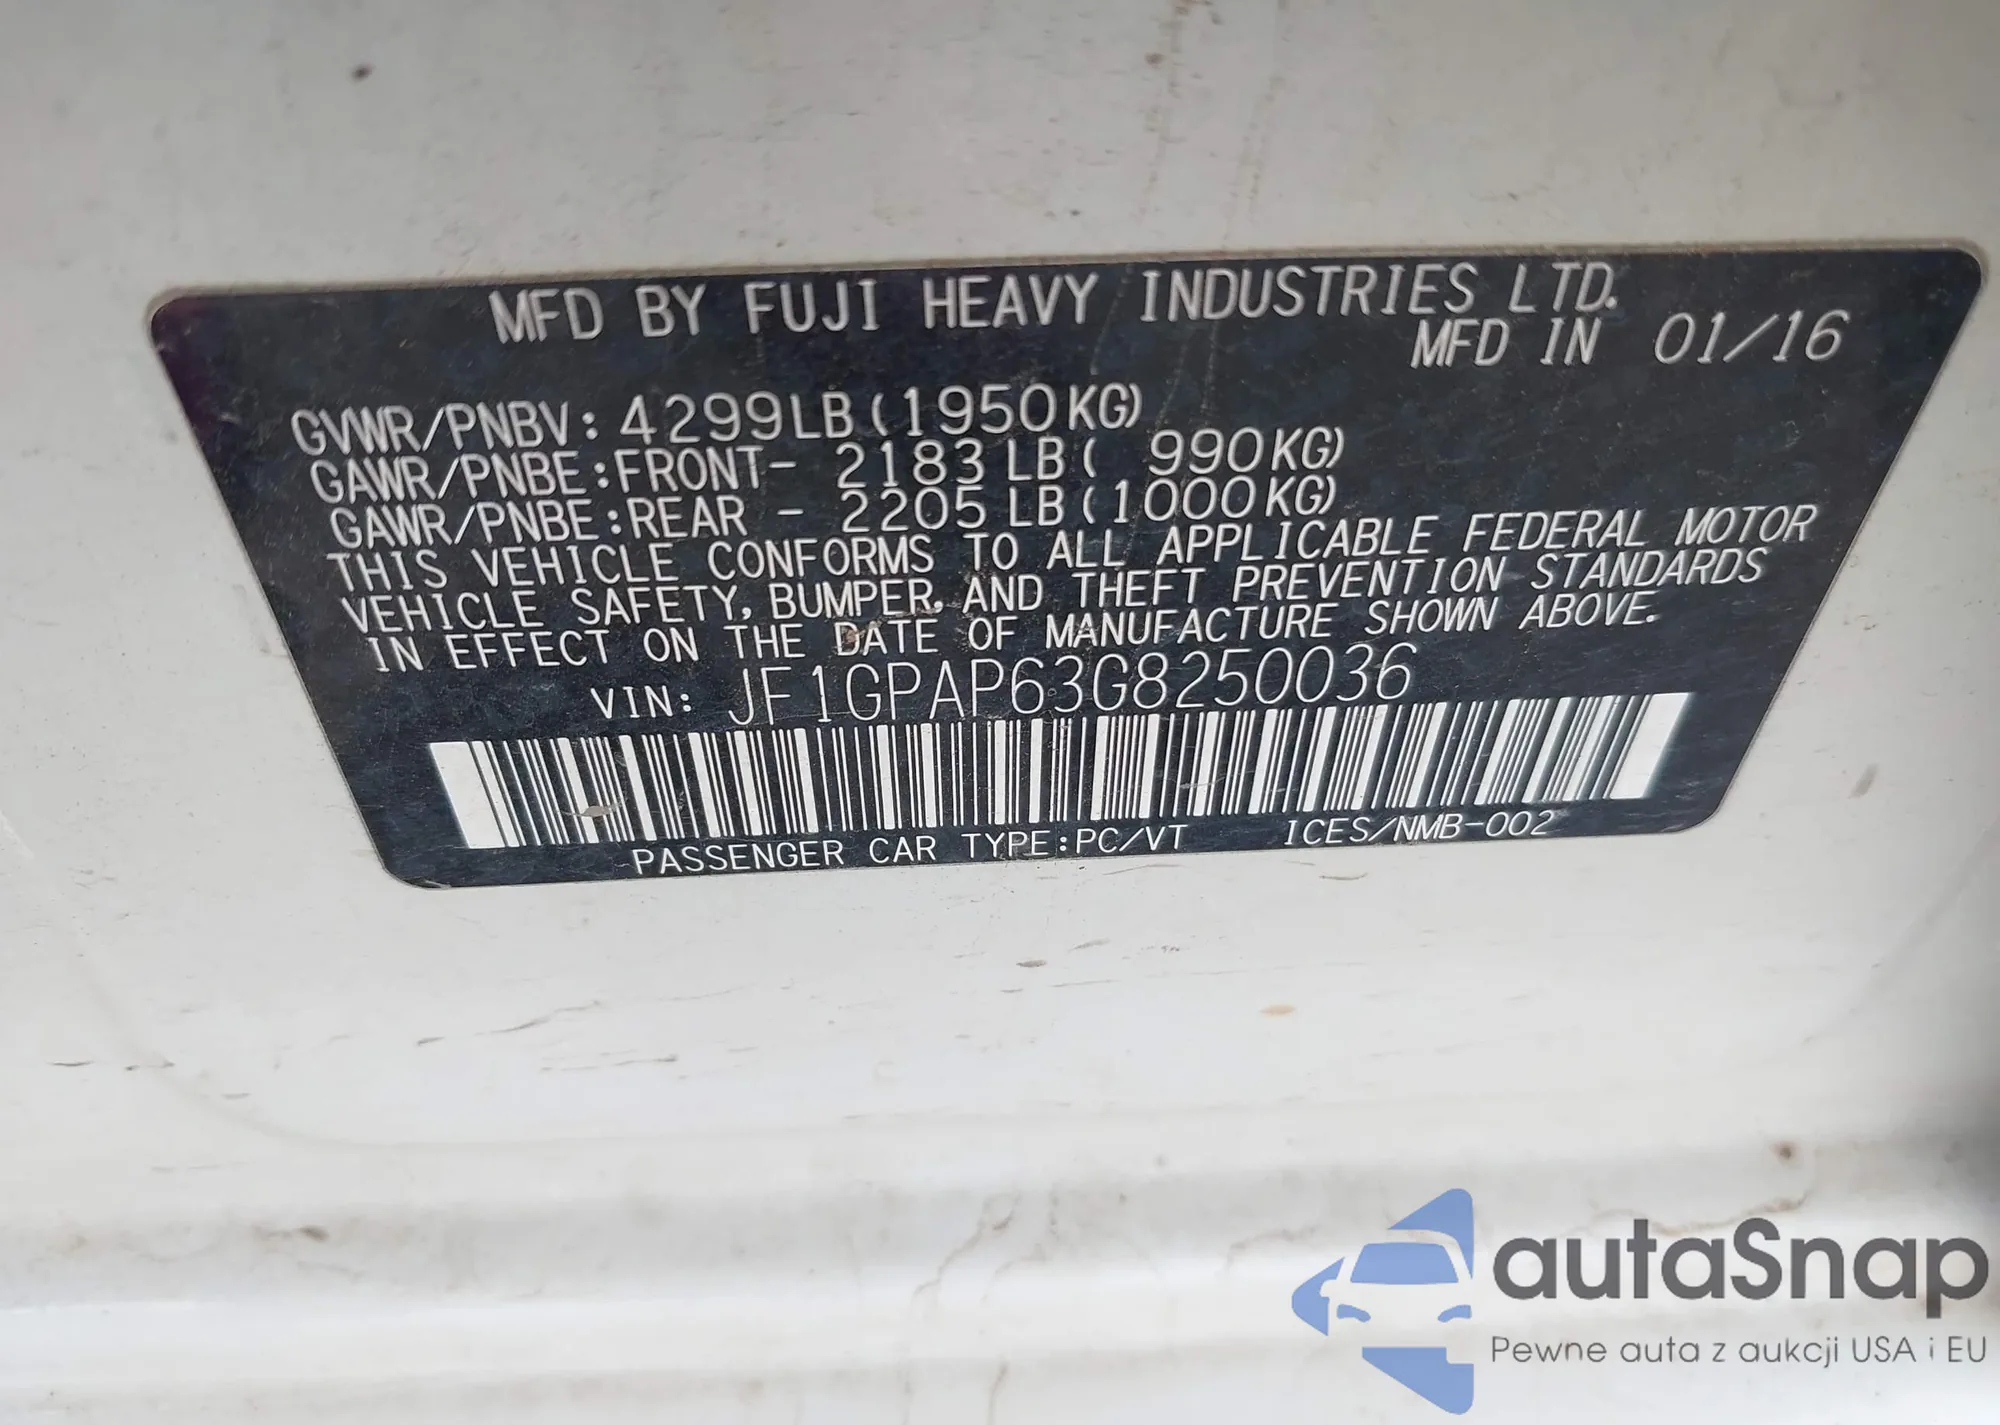 MFD BY FUJI HEAVY INDUSTRIES LTD.
MFD IN 01/16
GVWR/PNBV: 4299LB(1950KG)
GAWR/PNBE:FRONT- 2183LB( 990KG)
GAWR/PNBE:REAR - 2205LB(1000KG)
THIS VEHICLE CONFORMS TO ALL APPLICABLE FEDERAL MOTOR
VEHICLE SAFETY, BUMPER, AND THEFT PREVENTION STANDARDS
IN EFFECT ON THE DATE OF MANUFACTURE SHOWN ABOVE.
VIN: JF1GPAP63G8250036
PASSENGER CAR TYPE:PC/VT ICES/NMB-002
autaSnap
Pewne auta z aukcji USA i EU